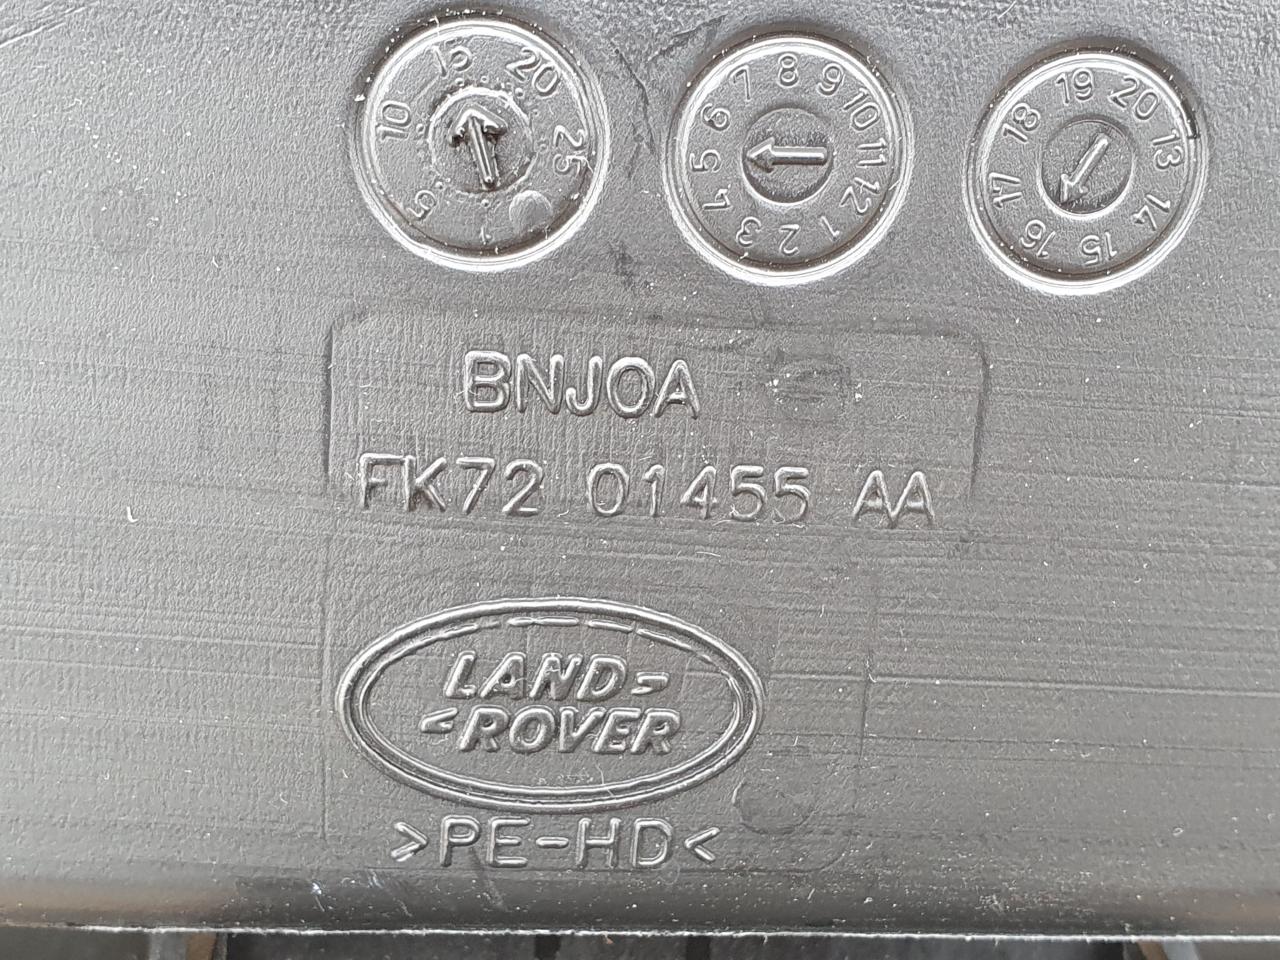 1 5 10 15 20 25
1 2 3 4 5 6 7 8 9 10 11 12
13 14 15 16 17 18 19 20
BNJOA
FK72 01455 AA
LAND
ROVER
>PE-HD<